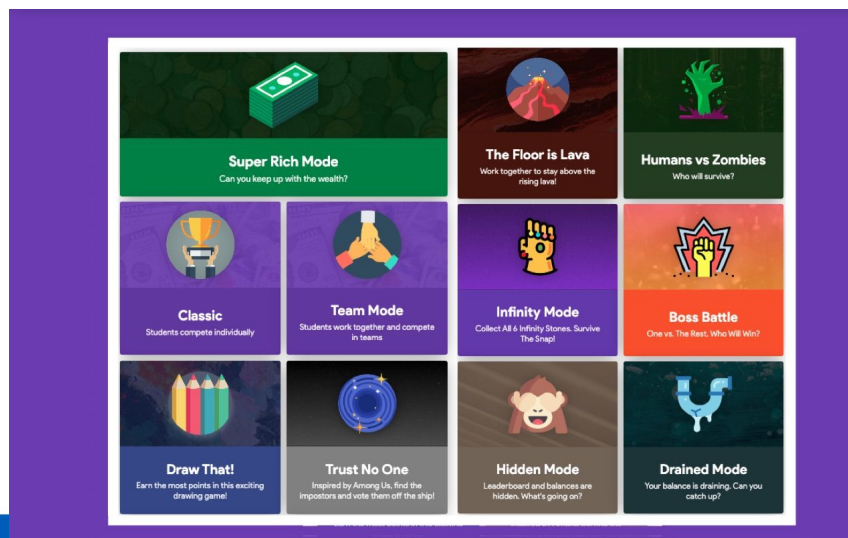 Super Rich Mode
Can you keep up with the wealth?
The Floor is Lava
Work together to stay above the
rising lava!
Humans vs Zombies
Who will survive?
Classic
Students compete individually
Team Mode
Students work together and compete
in teams
Infinity Mode
Collect All 6 Infinity Stones. Survive
The Snap!
Boss Battle
One vs. The Rest. Who Will Win?
Draw That!
Earn the most points in this exciting
drawing game!
Trust No One
Inspired by Among Us, find the
impostors and vote them off the ship!
Hidden Mode
Leaderboard and balances are
hidden. What's going on?
Drained Mode
Your balance is draining. Can you
catch up?